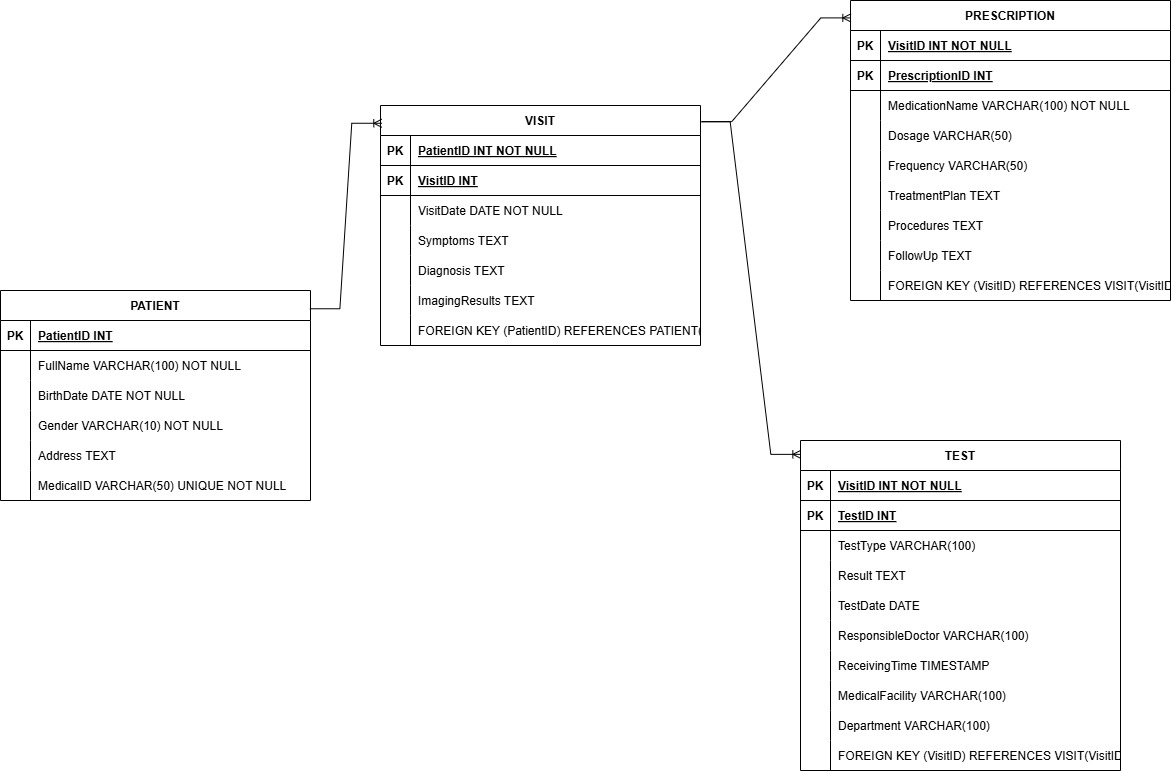 PATIENT
PK PatientID INT
FullName VARCHAR(100) NOT NULL
BirthDate DATE NOT NULL
Gender VARCHAR(10) NOT NULL
Address TEXT
MedicalID VARCHAR(50) UNIQUE NOT NULL
VISIT
PK PatientID INT NOT NULL
PK VisitID INT
VisitDate DATE NOT NULL
Symptoms TEXT
Diagnosis TEXT
ImagingResults TEXT
FOREIGN KEY (PatientID) REFERENCES PATIENT(
PRESCRIPTION
PK VisitID INT NOT NULL
PK PrescriptionID INT
MedicationName VARCHAR(100) NOT NULL
Dosage VARCHAR(50)
Frequency VARCHAR(50)
TreatmentPlan TEXT
Procedures TEXT
FollowUp TEXT
FOREIGN KEY (VisitID) REFERENCES VISIT(VisitID
TEST
PK VisitID INT NOT NULL
PK TestID INT
TestType VARCHAR(100)
Result TEXT
TestDate DATE
ResponsibleDoctor VARCHAR(100)
ReceivingTime TIMESTAMP
MedicalFacility VARCHAR(100)
Department VARCHAR(100)
FOREIGN KEY (VisitID) REFERENCES VISIT(VisitID